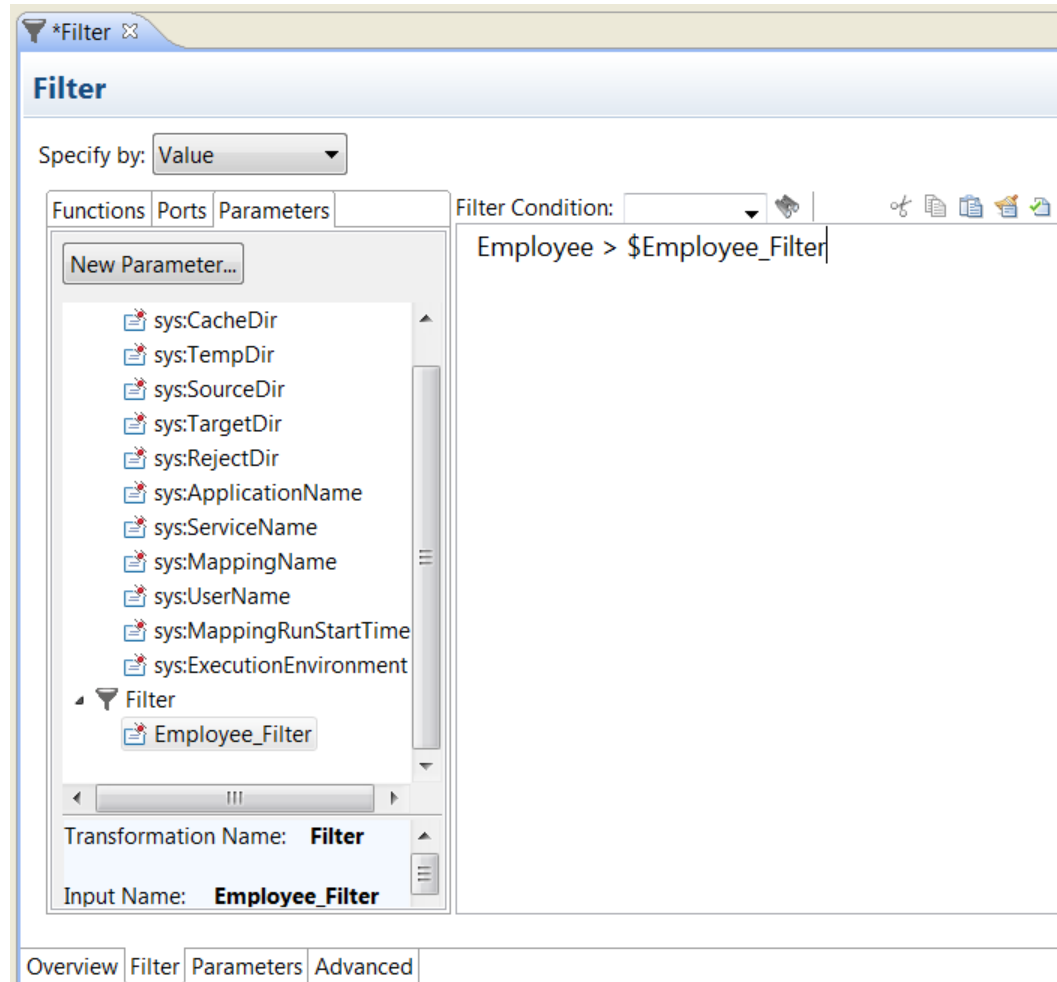 *Filter
Filter
Specify by: Value
Functions Ports Parameters
Filter Condition:
New Parameter...
Employee > $Employee_Filter
sys:CacheDir
sys:TempDir
sys:SourceDir
sys:TargetDir
sys:RejectDir
sys:ApplicationName
sys:ServiceName
sys:MappingName
sys:UserName
sys:MappingRunStartTime
sys:ExecutionEnvironment
Filter
Employee_Filter
Transformation Name: Filter
Input Name: Employee_Filter
Overview Filter Parameters Advanced